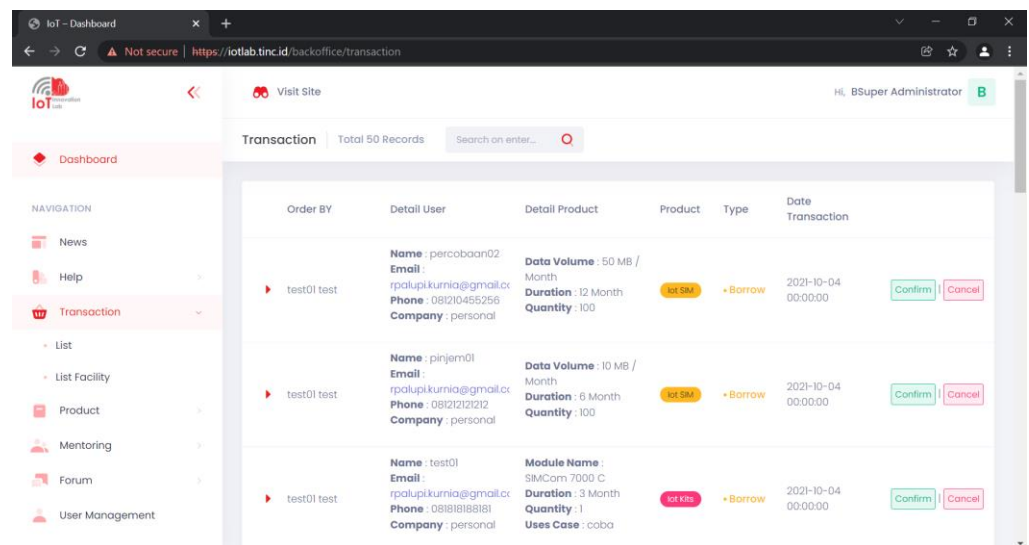 IoT – Dashboard
Not secure | https://iotlab.tinc.id/backoffice/transaction
IoT Innovation Lab
Visit Site
Hi, BSuper Administrator B
Transaction Total 50 Records Search on enter...
Dashboard
NAVIGATION
News
Help
Transaction
List
List Facility
Product
Mentoring
Forum
User Management
Order BY Detail User Detail Product Product Type Date Transaction
test01 test
Name : percobaan02
Email :
rpalupi.kurnia@gmail.cc
Phone : 081210455256
Company : personal
Data Volume : 50 MB /
Month
Duration : 12 Month
Quantity : 100
Iot SIM
Borrow
2021-10-04
00:00:00
Confirm | Cancel
test01 test
Name : pinjem01
Email :
rpalupi.kurnia@gmail.cc
Phone : 081212121212
Company : personal
Data Volume : 10 MB /
Month
Duration : 6 Month
Quantity : 100
Iot SIM
Borrow
2021-10-04
00:00:00
Confirm | Cancel
test01 test
Name : test01
Email :
rpalupi.kurnia@gmail.cc
Phone : 081818188181
Company : personal
Module Name :
SIMCom 7000 C
Duration : 3 Month
Quantity : 1
Uses Case : coba
Iot Kits
Borrow
2021-10-04
00:00:00
Confirm | Cancel